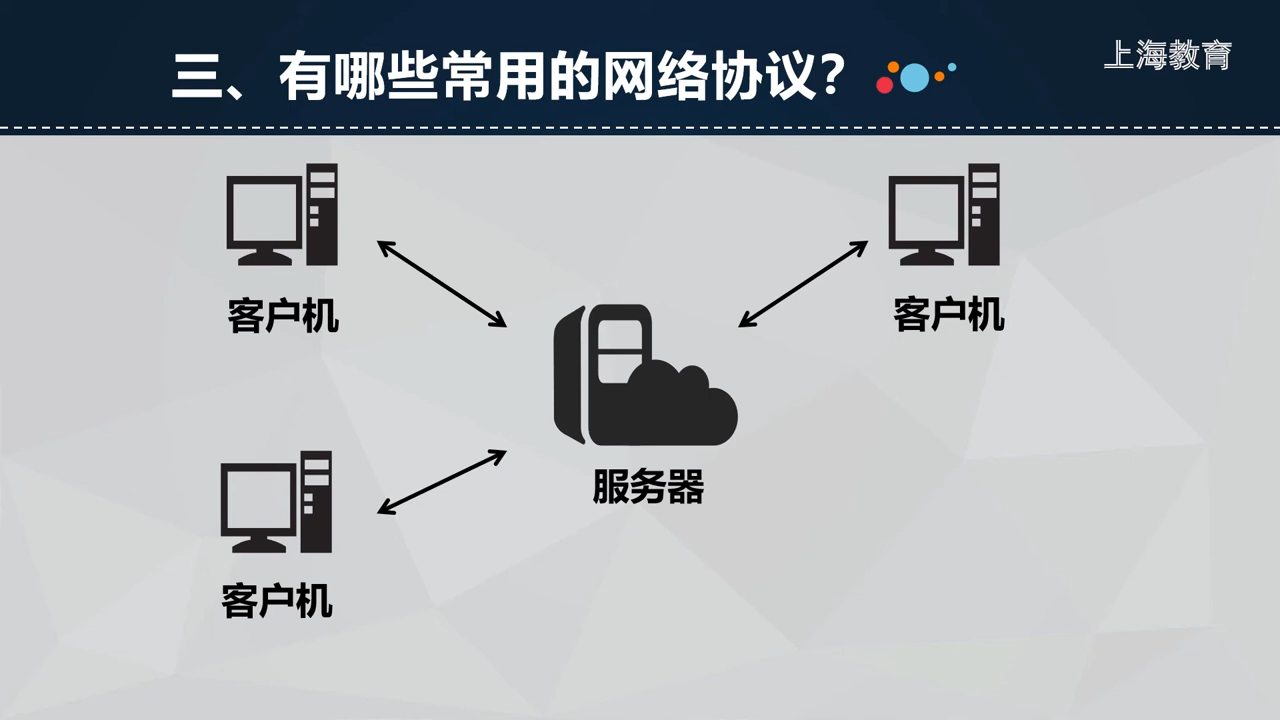 三、有哪些常用的网络协议?
上海教育
客户机
客户机
服务器
客户机